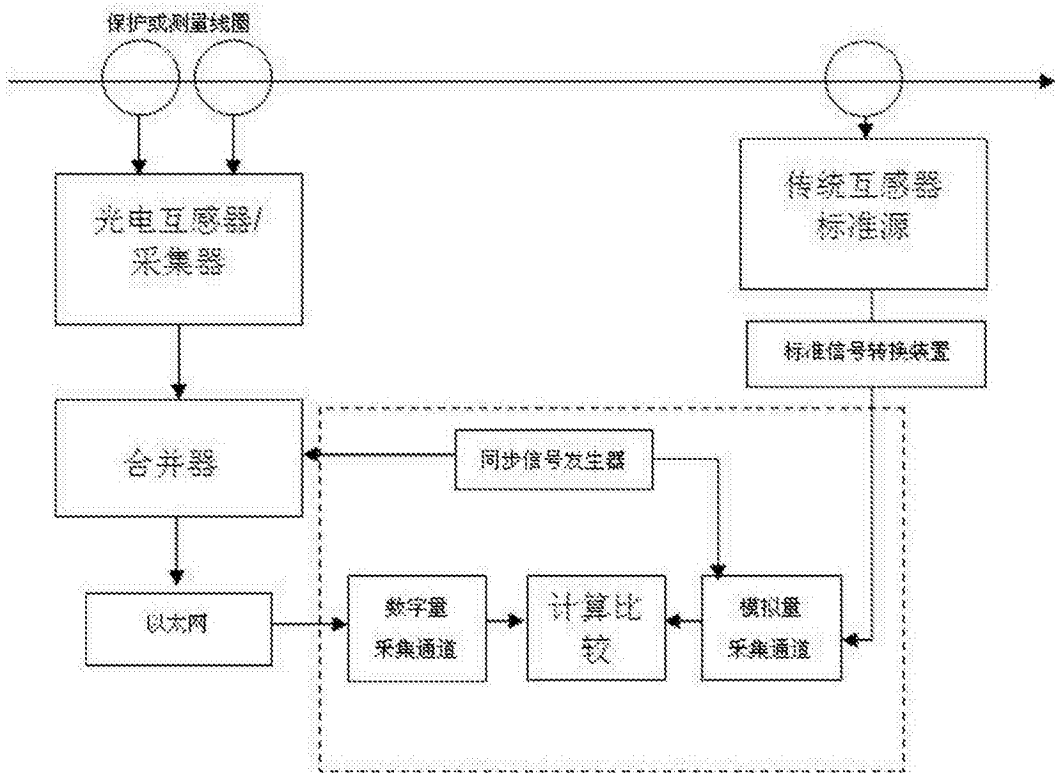 保护或测量线圈
光电互感器/
采集器
传统互感器
标准源
标准信号转换装置
合并器
同步信号发生器
以太网
数字量
采集通道
计算比
较
模拟量
采集通道